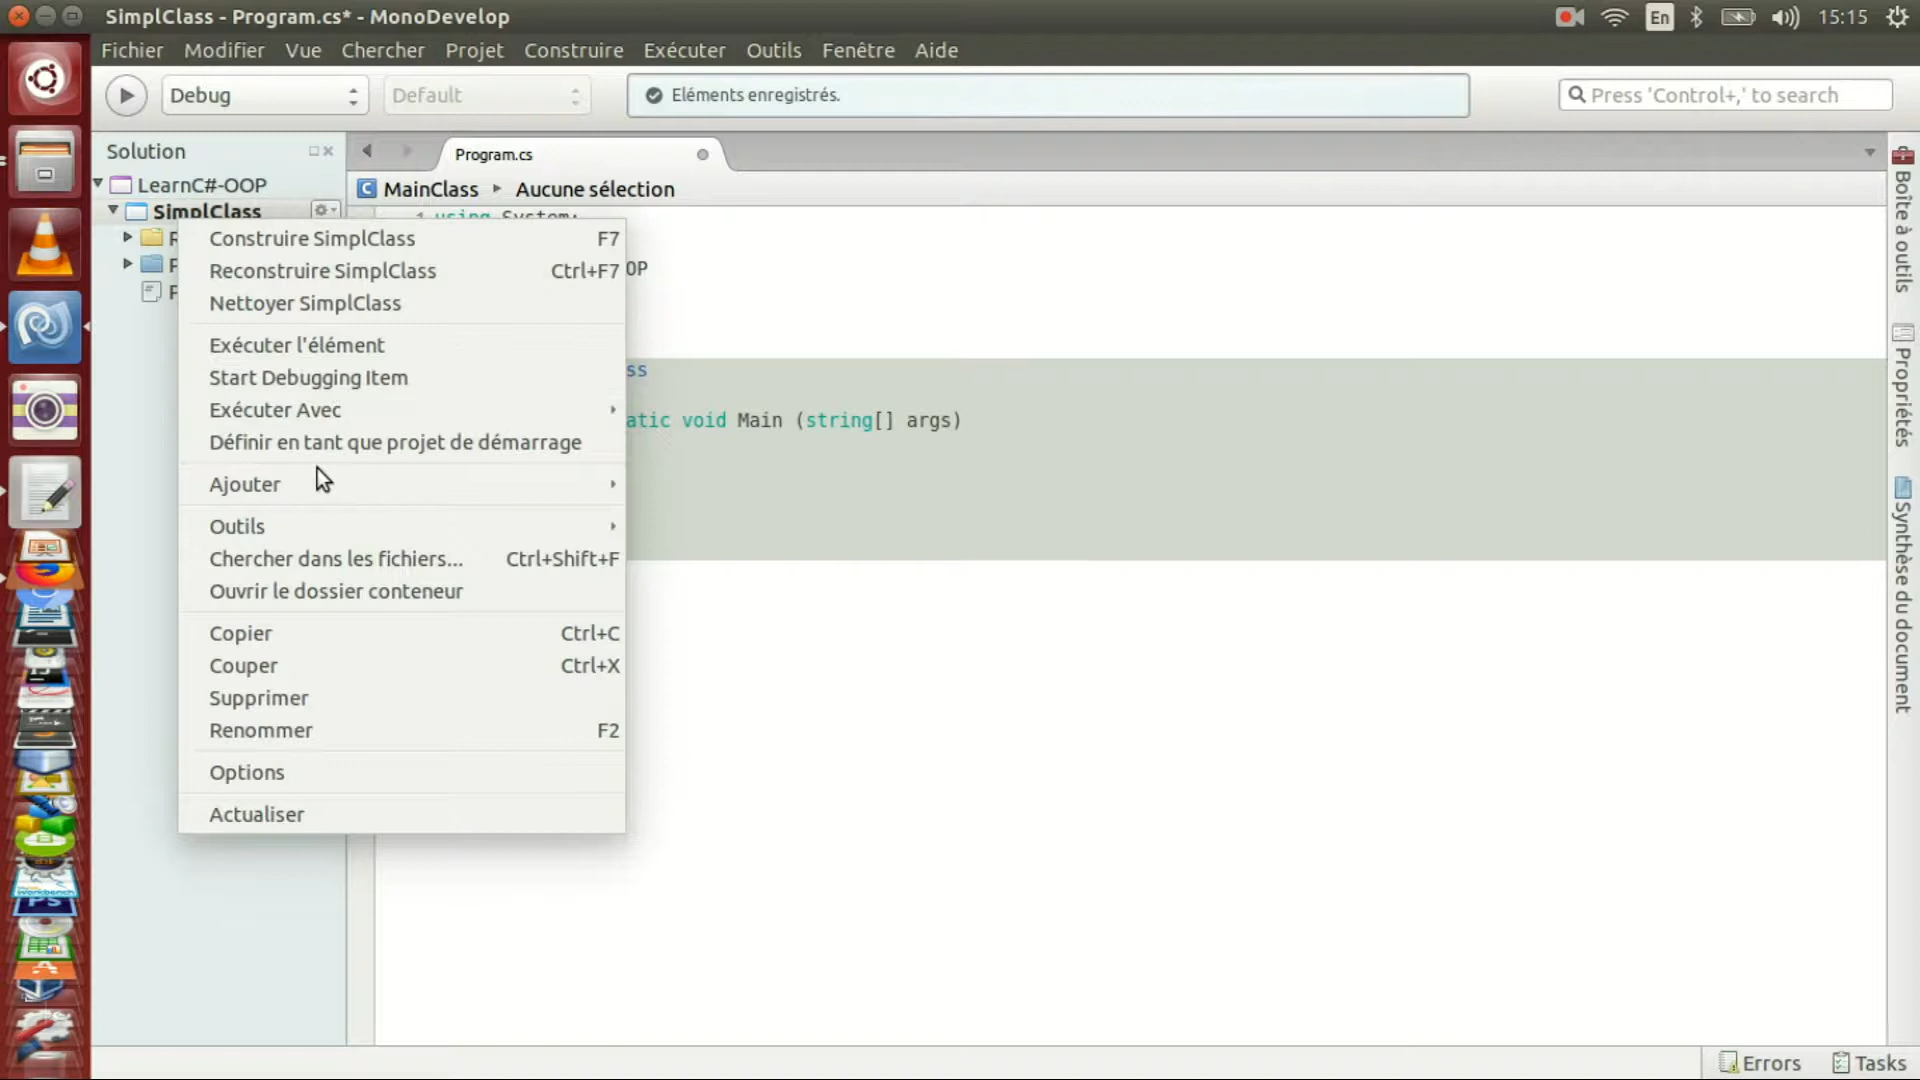 SimplClass - Program.cs* - MonoDevelop
En
15:15
Fichier Modifier Vue Chercher Projet Construire Exécuter Outils Fenêtre Aide
Debug
Default
Eléments enregistrés.
Press 'Control+,' to search
Solution
Program.cs
LearnC#-OOP
MainClass
Aucune sélection
SimplClass
using System;
Construire SimplClass F7
Reconstruire SimplClass Ctrl+F7
OP
Nettoyer SimplClass
Exécuter l'élément
Start Debugging Item
ss
Exécuter Avec
atic void Main (string[] args)
Définir en tant que projet de démarrage
Ajouter
Outils
Chercher dans les fichiers... Ctrl+Shift+F
Ouvrir le dossier conteneur
Copier Ctrl+C
Couper Ctrl+X
Supprimer
Renommer F2
Options
Actualiser
Boîte à outils
Propriétés
Synthèse du document
Errors
Tasks